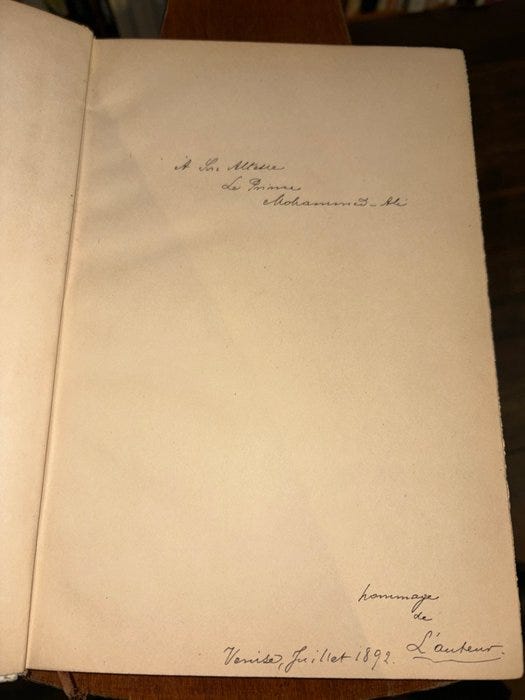 À Son Altesse
Le Prince
Mohammed-Ali
hommage
de
L'auteur.
Venise, Juillet 1892.